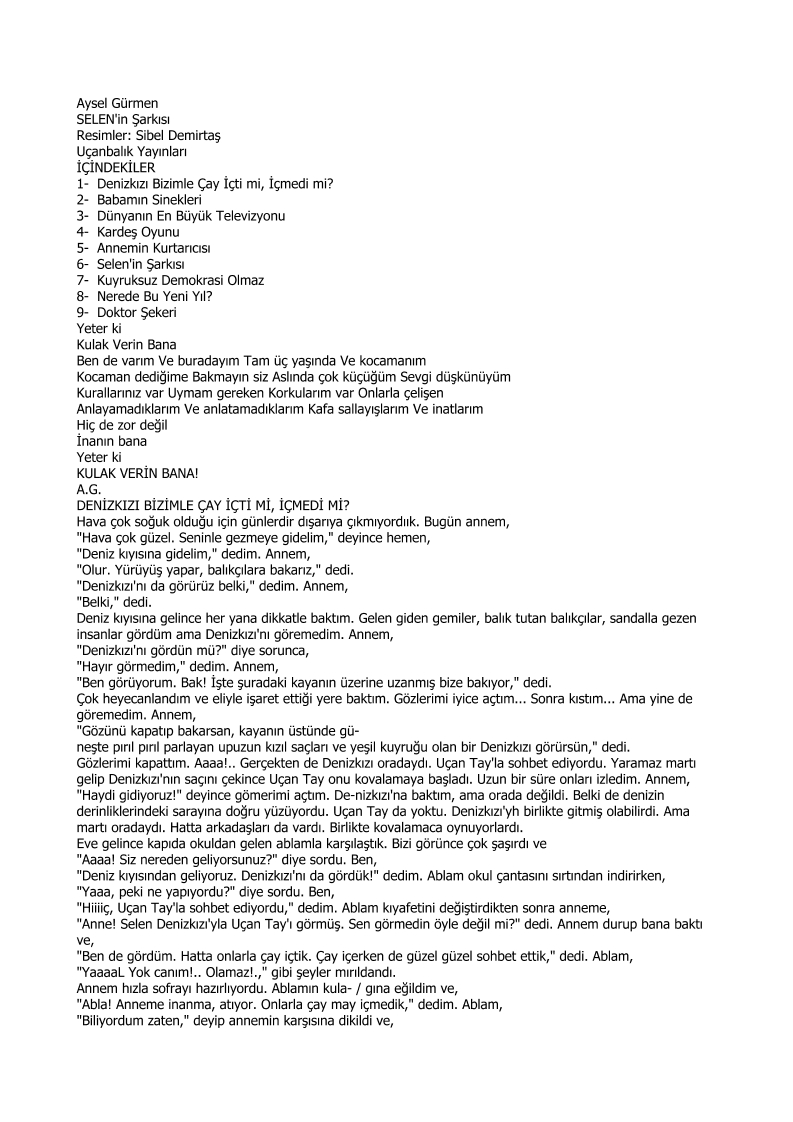 Aysel Gürmen
SELEN'in Şarkısı
Resimler: Sibel Demirtaş
Uçanbalık Yayınları
İÇİNDEKİLER
1- Denizkızı Bizimle Çay İçti mi, İçmedi mi?
2- Babamın Sinekleri
3- Dünyanın En Büyük Televizyonu
4- Kardeş Oyunu
5- Annemin Kurtarıcısı
6- Selen'in Şarkısı
7- Kuyruksuz Demokrasi Olmaz
8- Nerede Bu Yeni Yıl?
9- Doktor Şekeri
Yeter ki
Kulak Verin Bana
Ben de varım Ve buradayım Tam üç yaşında Ve kocamanım
Kocaman dediğime Bakmayın siz Aslında çok küçüğüm Sevgi düşkünüyüm
Kurallarınız var Uymam gereken Korkularım var Onlarla çelişen
Anlayamadıklarım Ve anlatamadıklarım Kafa sallayışlarım Ve inatlarım
Hiç de zor değil
İnanın bana
Yeter ki
KULAK VERİN BANA!
A.G.
DENİZKIZI BİZİMLE ÇAY İÇTİ Mİ, İÇMEDİ Mİ?
Hava çok soğuk olduğu için günlerdir dışarıya çıkmıyordıık. Bugün annem,
"Hava çok güzel. Seninle gezmeye gidelim," deyince hemen,
"Deniz kıyısına gidelim," dedim. Annem,
"Olur. Yürüyüş yapar, balıkçılara bakarız," dedi.
"Denizkızı'nı da görürüz belki," dedim. Annem,
"Belki," dedi.
Deniz kıyısına gelince her yana dikkatle baktım. Gelen giden gemiler, balık tutan balıkçılar, sandalla gezen
insanlar gördüm ama Denizkızı'nı göremedim. Annem,
"Denizkızı'nı gördün mü?" diye sorunca,
"Hayır görmedim," dedim. Annem,
"Ben görüyorum. Bak! İşte şuradaki kayanın üzerine uzanmış bize bakıyor," dedi.
Çok heyecanlandım ve eliyle işaret ettiği yere baktım. Gözlerimi iyice açtım... Sonra kıstım... Ama yine de
göremedim. Annem,
"Gözünü kapatıp bakarsan, kayanın üstünde gü-
neşte pırıl pırıl parlayan upuzun kızıl saçları ve yeşil kuyruğu olan bir Denizkızı görürsün," dedi.
Gözlerimi kapattım. Aaaa!.. Gerçekten de Denizkızı oradaydı. Uçan Tay'la sohbet ediyordu. Yaramaz martı
gelip Denizkızı'nın saçını çekince Uçan Tay onu kovalamaya başladı. Uzun bir süre onları izledim. Annem,
"Haydi gidiyoruz!" deyince gömerimi açtım. De-nizkızı'na baktım, ama orada değildi. Belki de denizin
derinliklerindeki sarayına doğru yüzüyordu. Uçan Tay da yoktu. Denizkızı'yh birlikte gitmiş olabilirdi. Ama
martı oradaydı. Hatta arkadaşları da vardı. Birlikte kovalamaca oynuyorlardı.
Eve gelince kapıda okuldan gelen ablamla karşılaştık. Bizi görünce çok şaşırdı ve
"Aaaa! Siz nereden geliyorsunuz?" diye sordu. Ben,
"Deniz kıyısından geliyoruz. Denizkızı'nı da gördük!" dedim. Ablam okul çantasını sırtından indirirken,
"Yaaa, peki ne yapıyordu?" diye sordu. Ben,
"Hiiiiç, Uçan Tay'la sohbet ediyordu," dedim. Ablam kıyafetini değiştirdikten sonra anneme,
"Anne! Selen Denizkızı'yla Uçan Tay'ı görmüş. Sen görmedin öyle değil mi?" dedi. Annem durup bana baktı
ve,
"Ben de gördüm. Hatta onlarla çay içtik. Çay içerken de güzel güzel sohbet ettik," dedi. Ablam,
"YaaaaL Yok canım!.. Olamaz!.," gibi şeyler mırıldandı.
Annem hızla sofrayı hazırlıyordu. Ablamın kula- / gına eğildim ve,
"Abla! Anneme inanma, atıyor. Onlarla çay may içmedik," dedim. Ablam,
"Biliyordum zaten," deyip annemin karşısına dikildi ve,